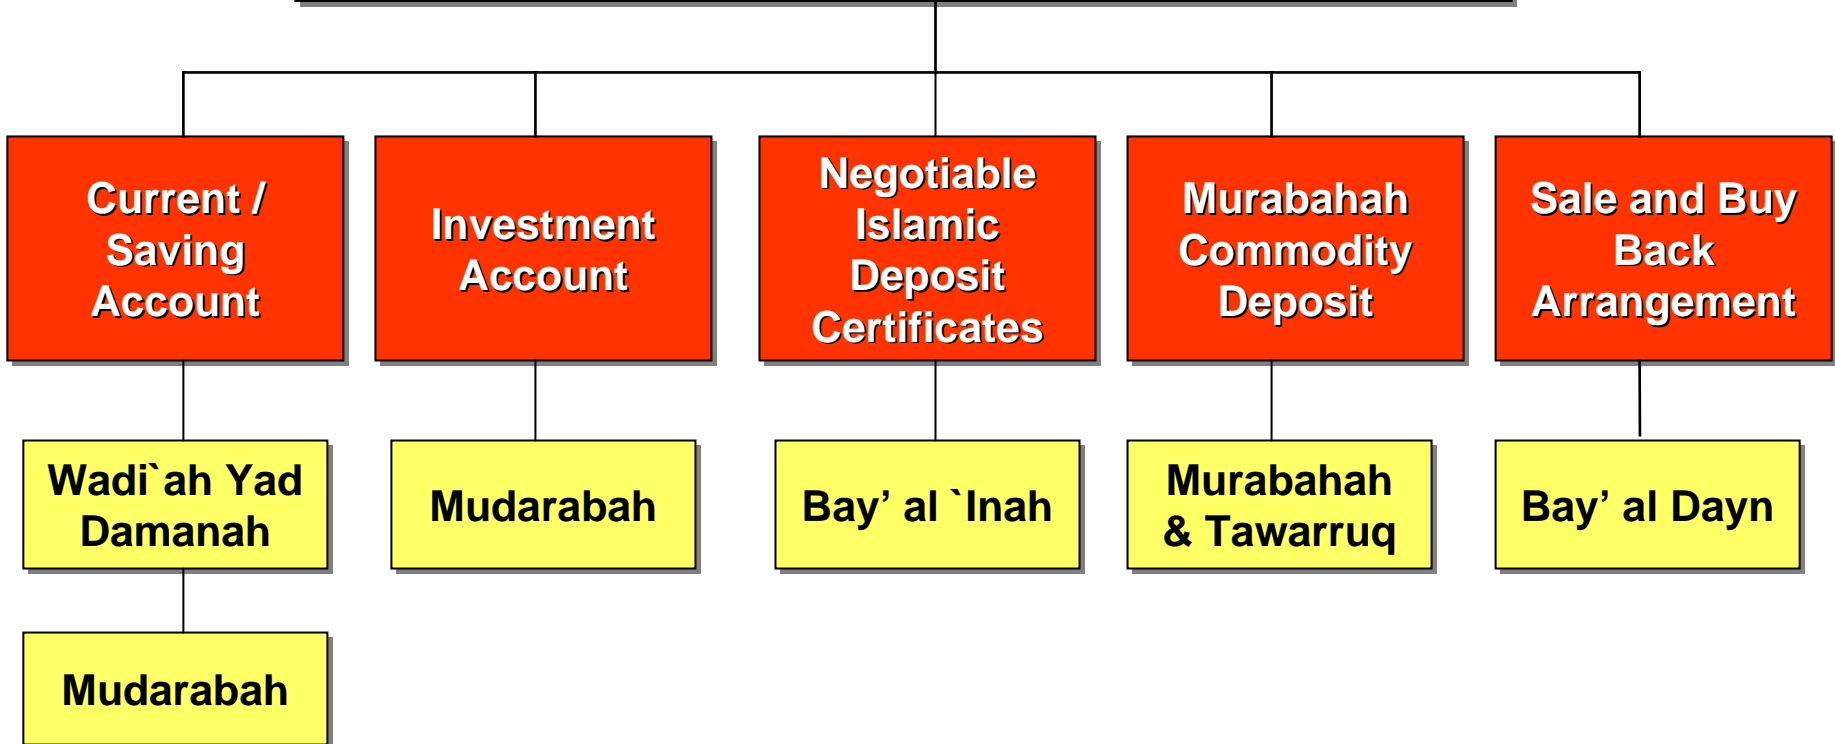 Current /
Saving
Account
Investment
Account
Negotiable
Islamic
Deposit
Certificates
Murabahah
Commodity
Deposit
Sale and Buy
Back
Arrangement
Wadi`ah Yad
Damanah
Mudarabah
Bay’ al `Inah
Murabahah
& Tawarruq
Bay’ al Dayn
Mudarabah